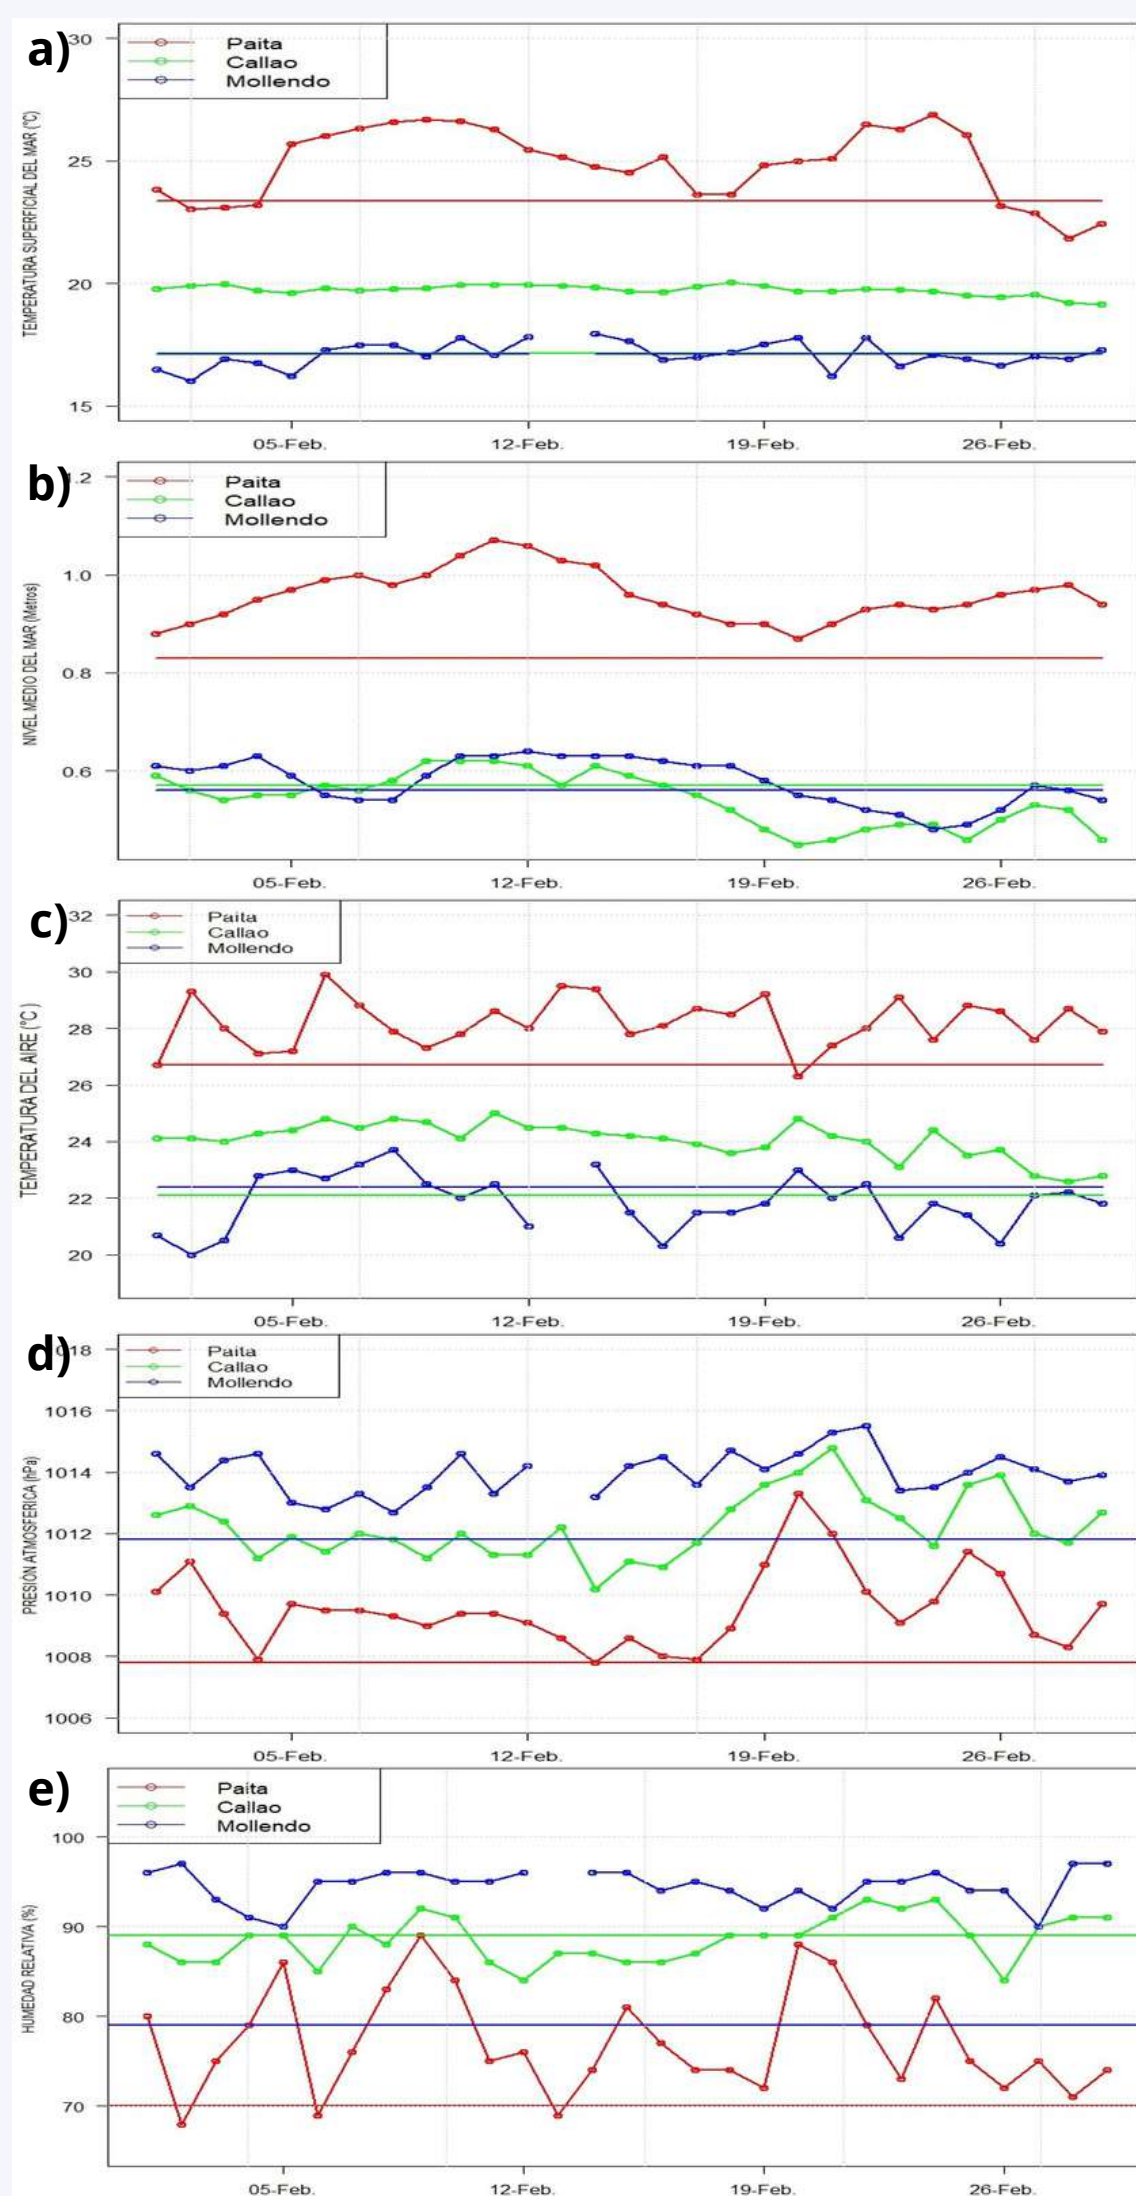 a)
30
Paita
Callao
Mollendo
TEMPERATURA SUPERFICIAL DEL MAR (°C)
25
20
15
05-Feb.
12-Feb.
19-Feb.
26-Feb.
b)
1.2
Paita
Callao
Mollendo
NIVEL MEDIO DEL MAR (Metros)
1.0
0.8
0.6
05-Feb.
12-Feb.
19-Feb.
26-Feb.
c)
32
Paita
Callao
Mollendo
TEMPERATURA DEL AIRE (°C)
30
28
26
24
22
20
05-Feb.
12-Feb.
19-Feb.
26-Feb.
d)
1018
Paita
Callao
Mollendo
PRESIÓN ATMOSFERICA (hPa)
1016
1014
1012
1010
1008
1006
05-Feb.
12-Feb.
19-Feb.
26-Feb.
e)
Paita
Callao
Mollendo
HUMEDAD RELATIVA (%)
100
90
80
70
05-Feb.
12-Feb.
19-Feb.
26-Feb.